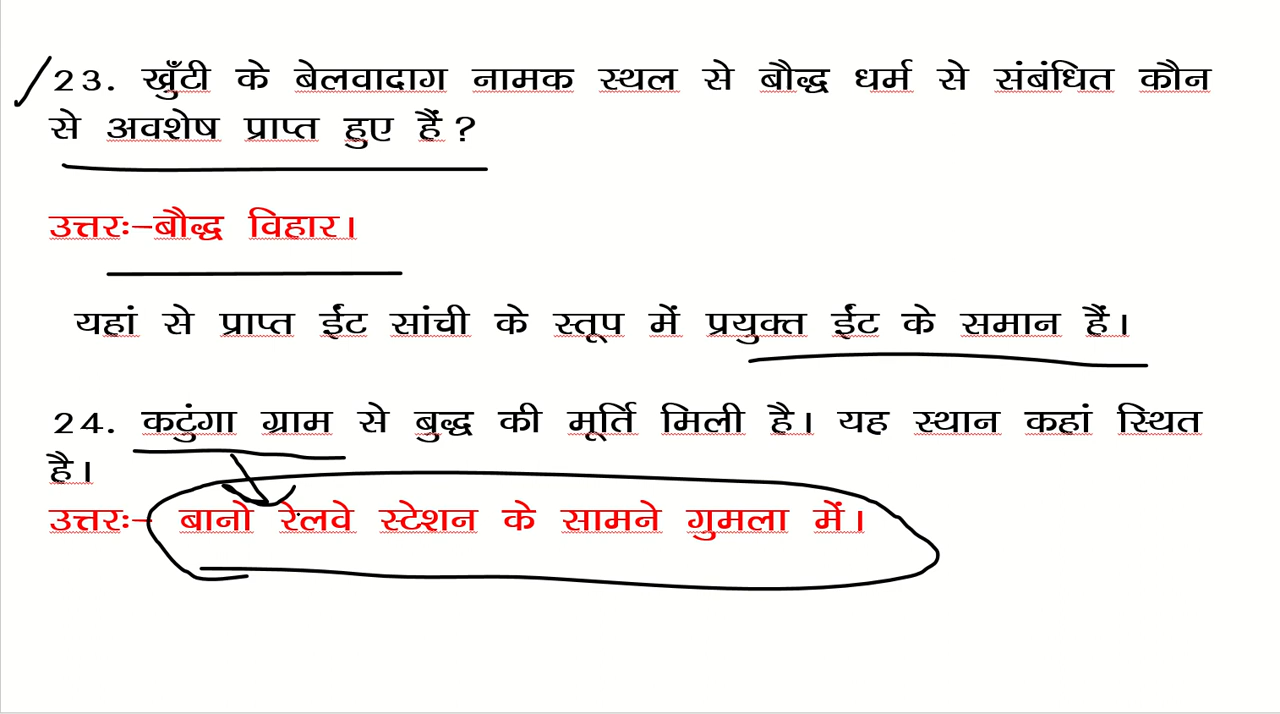 23. खुँटी के बेलवादाग नामक स्थल से बौद्ध धर्म से संबंधित कौन
से अवशेष प्राप्त हुए हैं ?
उत्तरः–बौद्ध विहार।
यहां से प्राप्त ईंट सांची के स्तूप में प्रयुक्त ईंट के समान हैं।
24. कटुंगा ग्राम से बुद्ध की मूर्ति मिली है। यह स्थान कहां स्थित
है।
उत्तरः– बानो रेलवे स्टेशन के सामने गुमला में।